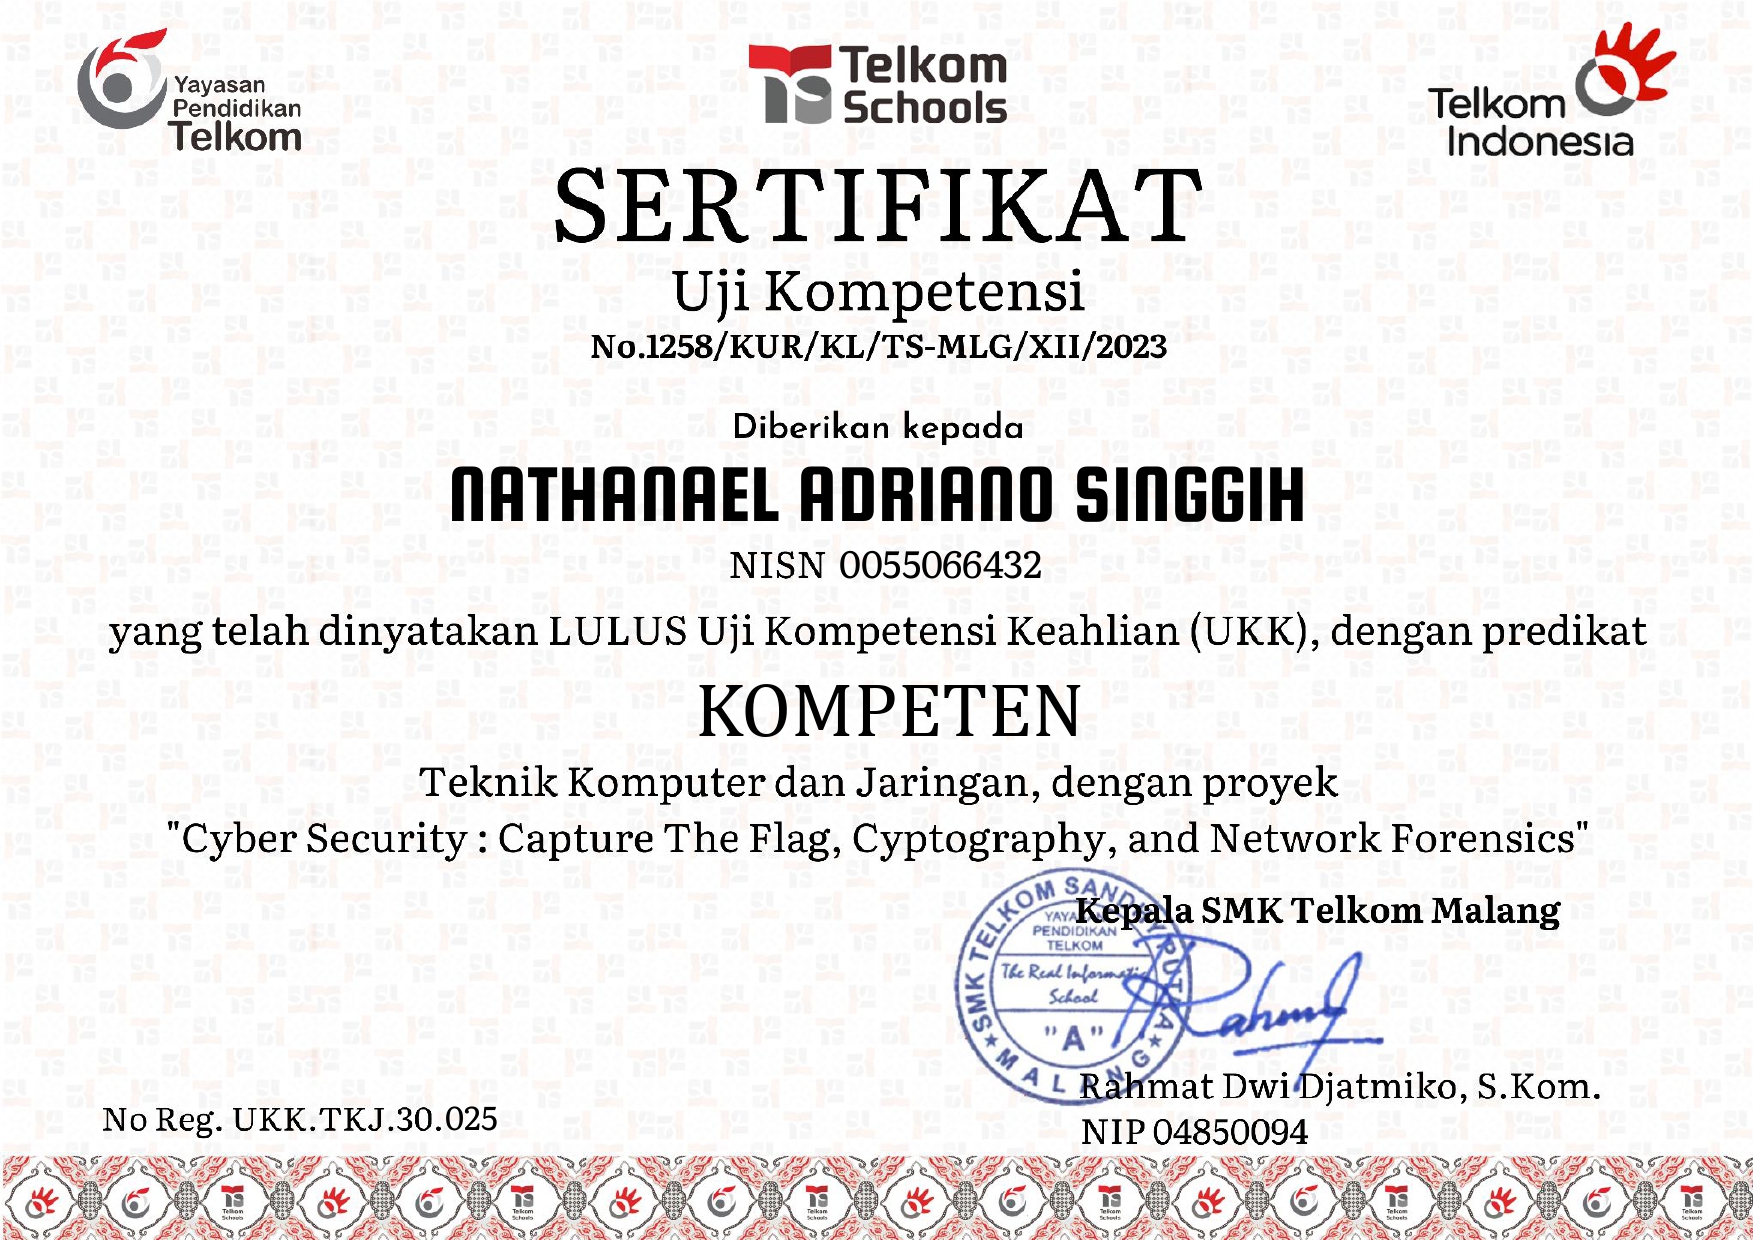 Yayasan
Pendidikan
Telkom
Telkom
Schools
Telkom
Indonesia
SERTIFIKAT
Uji Kompetensi
No.1258/KUR/KL/TS-MLG/XII/2023
Diberikan kepada
NATHANAEL ADRIANO SINGGIH
NISN 0055066432
yang telah dinyatakan LULUS Uji Kompetensi Keahlian (UKK), dengan predikat
KOMPETEN
Teknik Komputer dan Jaringan, dengan proyek
"Cyber Security : Capture The Flag, Cyptography, and Network Forensics"
Kepala SMK Telkom Malang
SMK TELKOM SANDHY PUTRA
YAYASAN
PENDIDIKAN
TELKOM
The Real Informatic
School
"A"
MALANG
Rahmat Dwi Djatmiko, S.Kom.
NIP 04850094
No Reg. UKK.TKJ.30.025